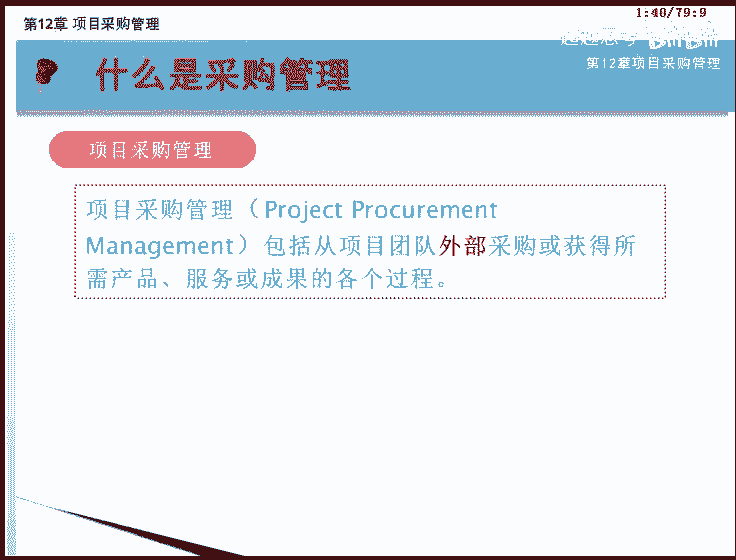 第12章 项目采购管理
1:40/79:9
第12章项目采购管理
什么是采购管理
项目采购管理
项目采购管理（Project Procurement
Management）包括从项目团队外部采购或获得所
需产品、服务或成果的各个过程。